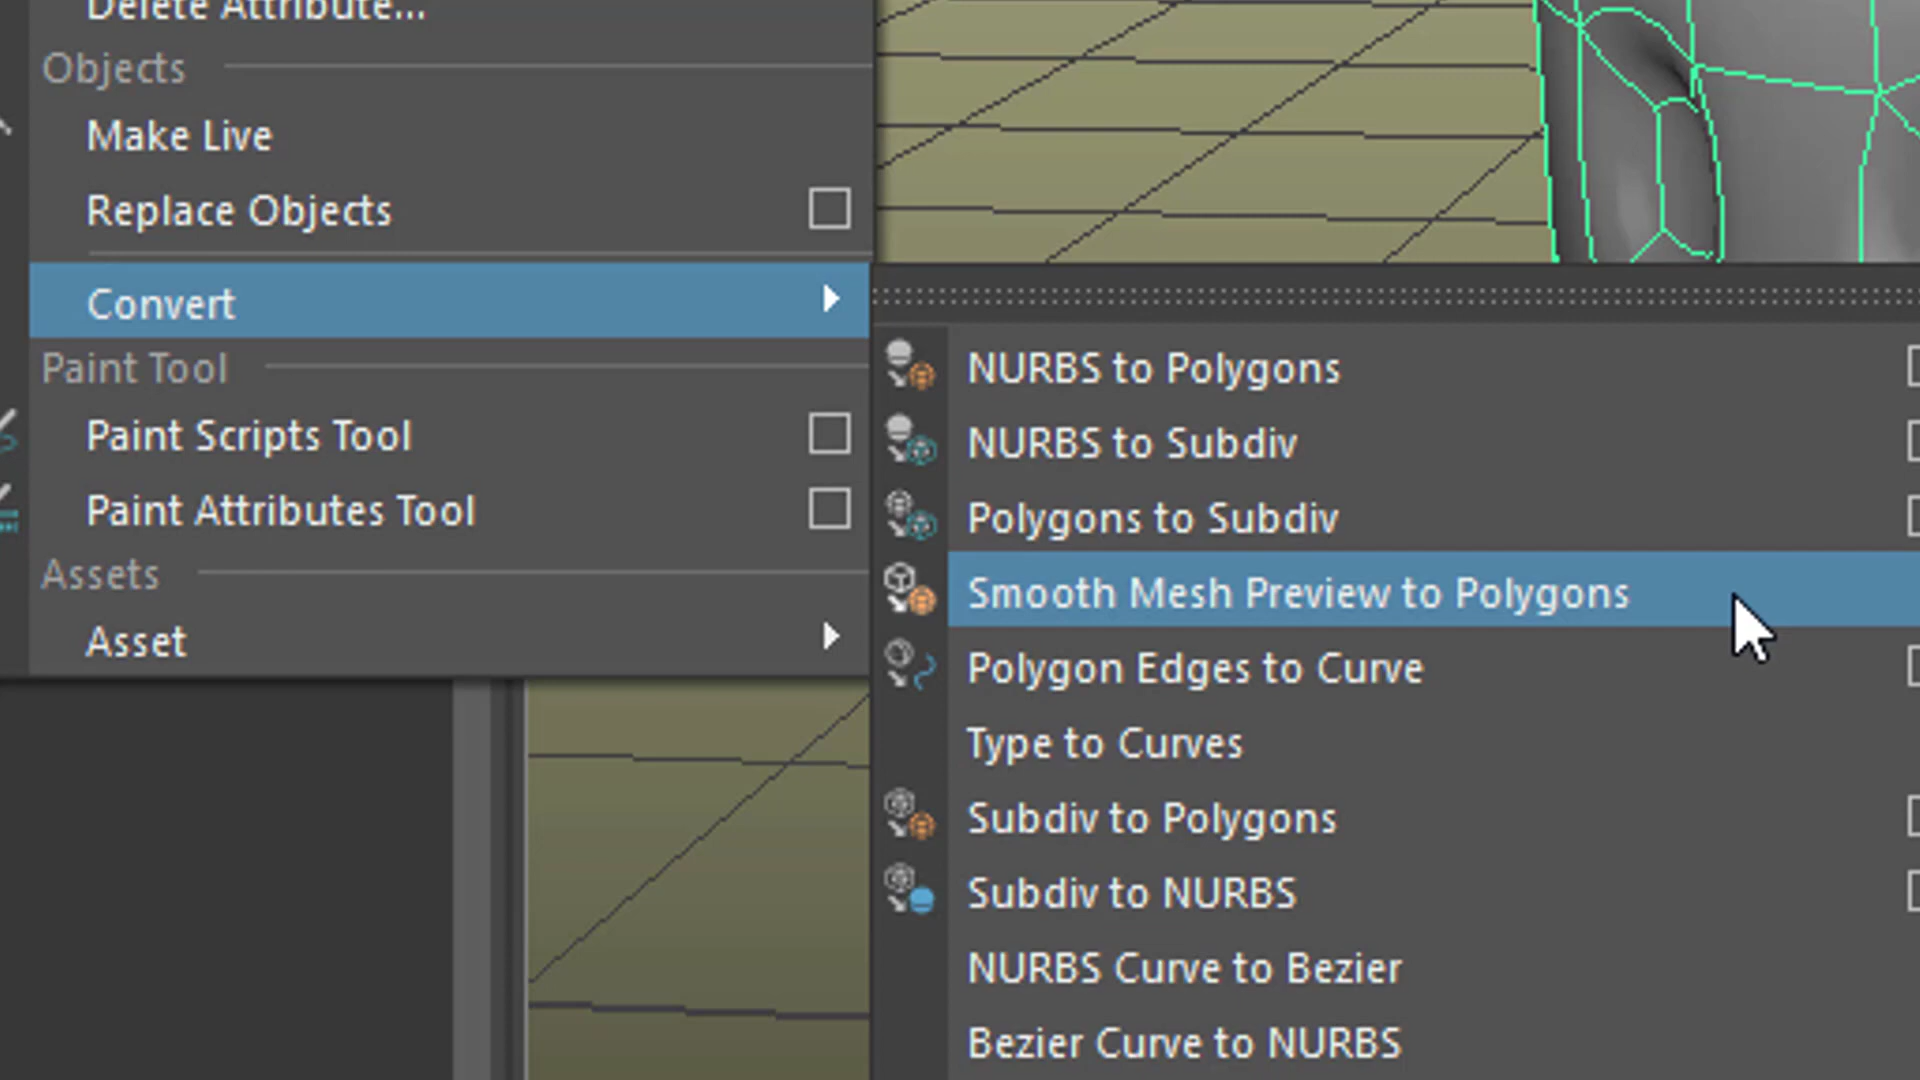 Delete Attribute...
Objects
Make Live
Replace Objects
Convert
Paint Tool
Paint Scripts Tool
Paint Attributes Tool
Assets
Asset
NURBS to Polygons
NURBS to Subdiv
Polygons to Subdiv
Smooth Mesh Preview to Polygons
Polygon Edges to Curve
Type to Curves
Subdiv to Polygons
Subdiv to NURBS
NURBS Curve to Bezier
Bezier Curve to NURBS